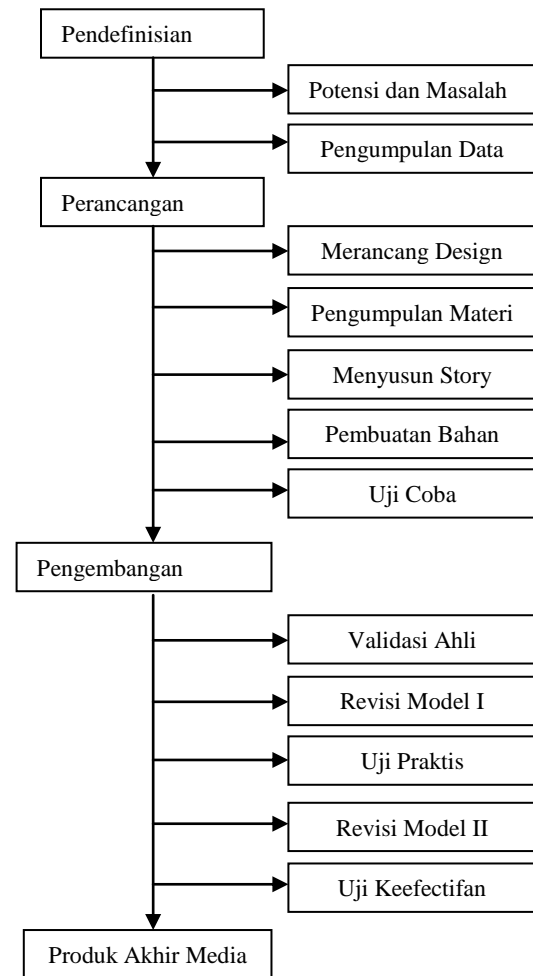 Pendefinisian
Potensi dan Masalah
Pengumpulan Data
Perancangan
Merancang Design
Pengumpulan Materi
Menyusun Story
Pembuatan Bahan
Uji Coba
Pengembangan
Validasi Ahli
Revisi Model I
Uji Praktis
Revisi Model II
Uji Keefectifan
Produk Akhir Media